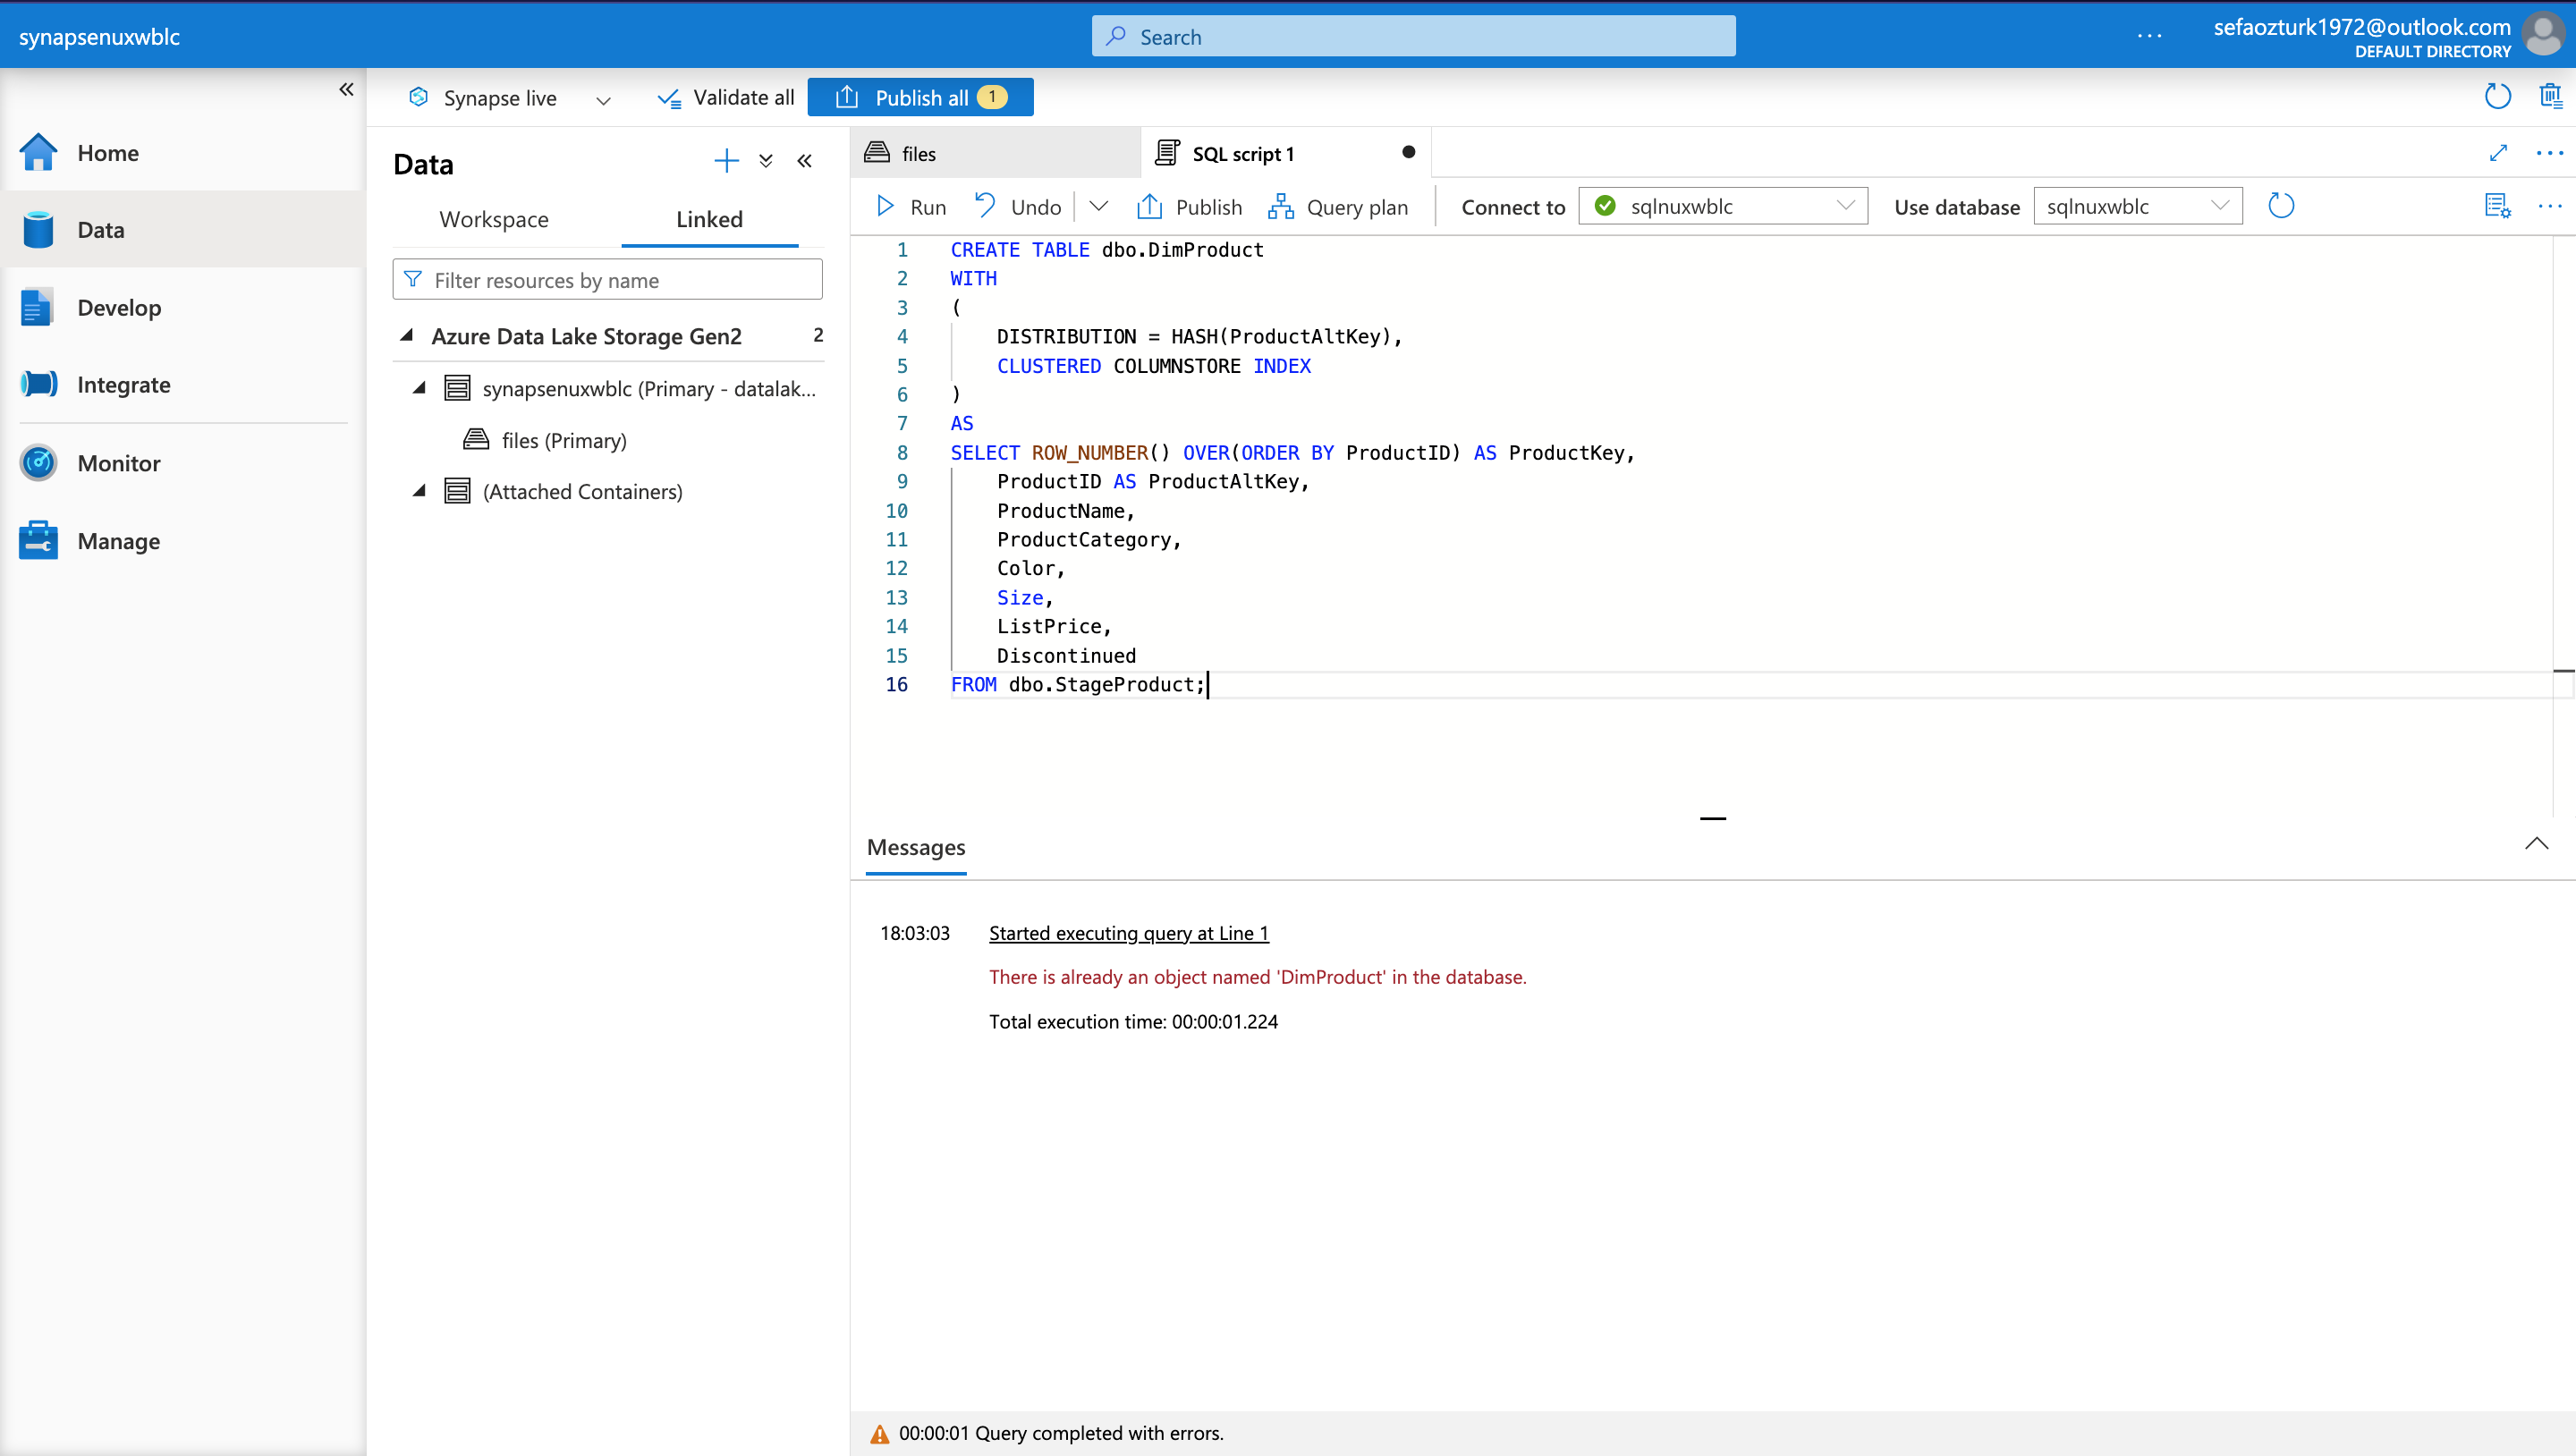 synapsenuxwblc
Search
...
sefaozturk1972@outlook.com
DEFAULT DIRECTORY
Home
Data
Develop
Integrate
Monitor
Manage
Synapse live
Validate all
Publish all 1
Data
Workspace
Linked
Filter resources by name
Azure Data Lake Storage Gen2 2
synapsenuxwblc (Primary - datalak...
files (Primary)
(Attached Containers)
files
SQL script 1
Run
Undo
Publish
Query plan
Connect to
sqlnuxwblc
Use database
sqlnuxwblc
1 CREATE TABLE dbo.DimProduct
2 WITH
3 (
4 DISTRIBUTION = HASH(ProductAltKey),
5 CLUSTERED COLUMNSTORE INDEX
6 )
7 AS
8 SELECT ROW_NUMBER() OVER(ORDER BY ProductID) AS ProductKey,
9 ProductID AS ProductAltKey,
10 ProductName,
11 ProductCategory,
12 Color,
13 Size,
14 ListPrice,
15 Discontinued
16 FROM dbo.StageProduct;
Messages
18:03:03 Started executing query at Line 1
There is already an object named 'DimProduct' in the database.
Total execution time: 00:00:01.224
00:00:01 Query completed with errors.